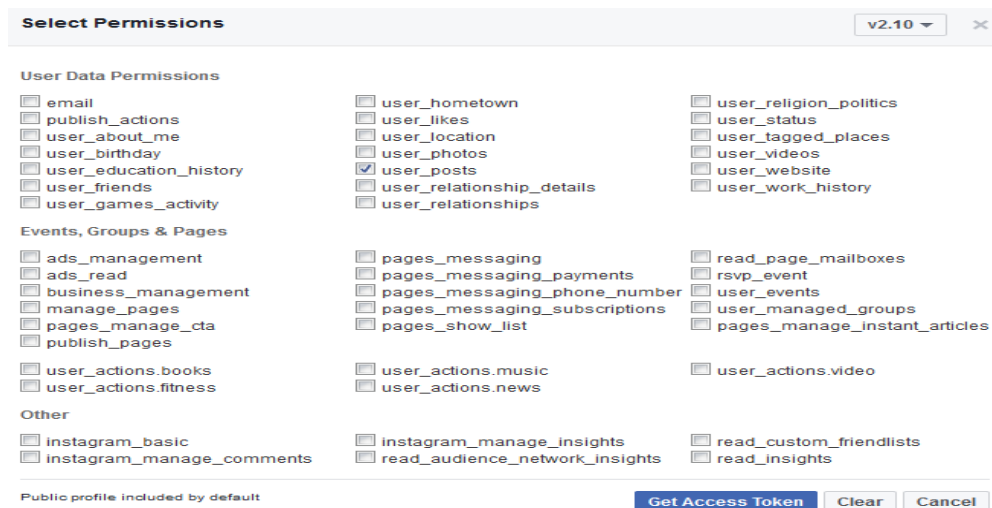 Select Permissions v2.10
User Data Permissions
email user_hometown user_religion_politics
publish_actions user_likes user_status
user_about_me user_location user_tagged_places
user_birthday user_photos user_videos
user_education_history user_posts user_website
user_friends user_relationship_details user_work_history
user_games_activity user_relationships
Events, Groups & Pages
ads_management pages_messaging read_page_mailboxes
ads_read pages_messaging_payments rsvp_event
business_management pages_messaging_phone_number user_events
manage_pages pages_messaging_subscriptions user_managed_groups
pages_manage_cta pages_show_list pages_manage_instant_articles
publish_pages
user_actions.books user_actions.music user_actions.video
user_actions.fitness user_actions.news
Other
instagram_basic instagram_manage_insights read_custom_friendlists
instagram_manage_comments read_audience_network_insights read_insights
Public profile included by default Get Access Token Clear Cancel